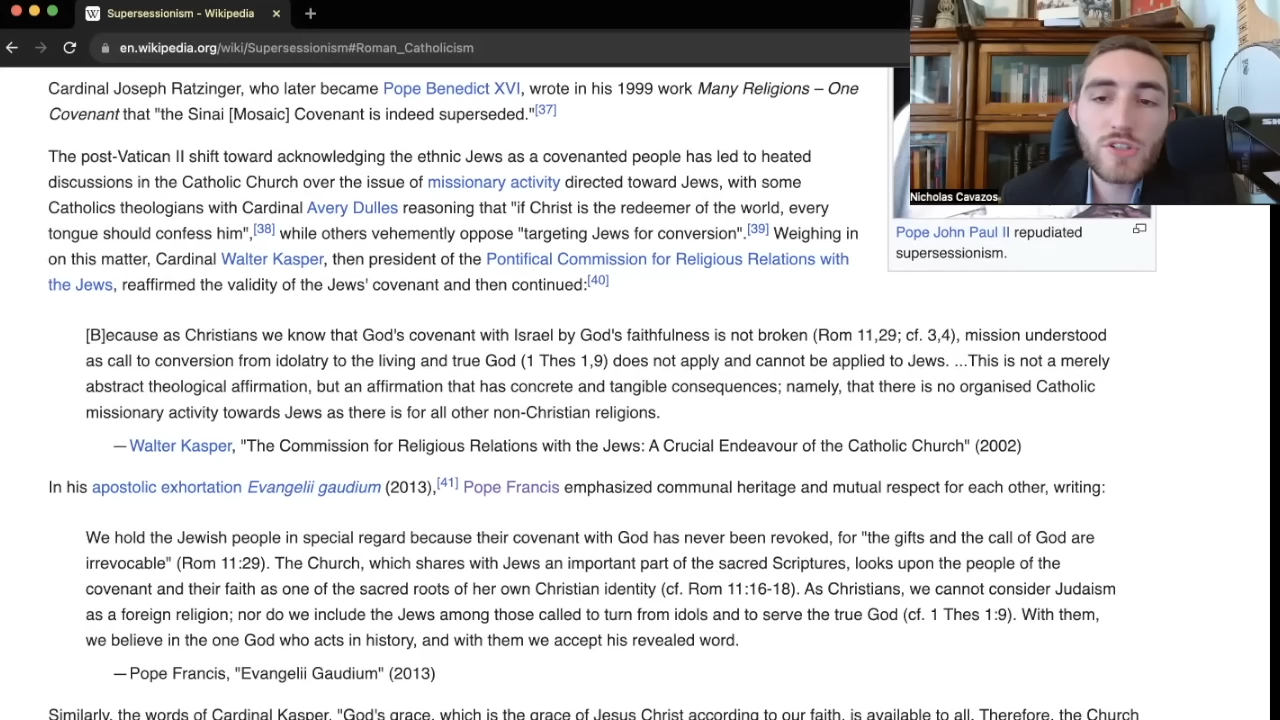 Supersessionism - Wikipedia
en.wikipedia.org/wiki/Supersessionism#Roman_Catholicism
Cardinal Joseph Ratzinger, who later became Pope Benedict XVI, wrote in his 1999 work Many Religions – One
Covenant that "the Sinai [Mosaic] Covenant is indeed superseded."[37]
The post-Vatican II shift toward acknowledging the ethnic Jews as a covenanted people has led to heated
discussions in the Catholic Church over the issue of missionary activity directed toward Jews, with some
Catholics theologians with Cardinal Avery Dulles reasoning that "if Christ is the redeemer of the world, every
tongue should confess him",[38] while others vehemently oppose "targeting Jews for conversion".[39] Weighing in
on this matter, Cardinal Walter Kasper, then president of the Pontifical Commission for Religious Relations with
the Jews, reaffirmed the validity of the Jews' covenant and then continued:[40]
Nicholas Cavazos
Pope John Paul II repudiated
supersessionism.
[B]ecause as Christians we know that God's covenant with Israel by God's faithfulness is not broken (Rom 11,29; cf. 3,4), mission understood
as call to conversion from idolatry to the living and true God (1 Thes 1,9) does not apply and cannot be applied to Jews. ...This is not a merely
abstract theological affirmation, but an affirmation that has concrete and tangible consequences; namely, that there is no organised Catholic
missionary activity towards Jews as there is for all other non-Christian religions.
— Walter Kasper, "The Commission for Religious Relations with the Jews: A Crucial Endeavour of the Catholic Church" (2002)
In his apostolic exhortation Evangelii gaudium (2013),[41] Pope Francis emphasized communal heritage and mutual respect for each other, writing:
We hold the Jewish people in special regard because their covenant with God has never been revoked, for "the gifts and the call of God are
irrevocable" (Rom 11:29). The Church, which shares with Jews an important part of the sacred Scriptures, looks upon the people of the
covenant and their faith as one of the sacred roots of her own Christian identity (cf. Rom 11:16-18). As Christians, we cannot consider Judaism
as a foreign religion; nor do we include the Jews among those called to turn from idols and to serve the true God (cf. 1 Thes 1:9). With them,
we believe in the one God who acts in history, and with them we accept his revealed word.
— Pope Francis, "Evangelii Gaudium" (2013)
Similarly, the words of Cardinal Kasper, "God's grace, which is the grace of Jesus Christ according to our faith, is available to all. Therefore, the Church